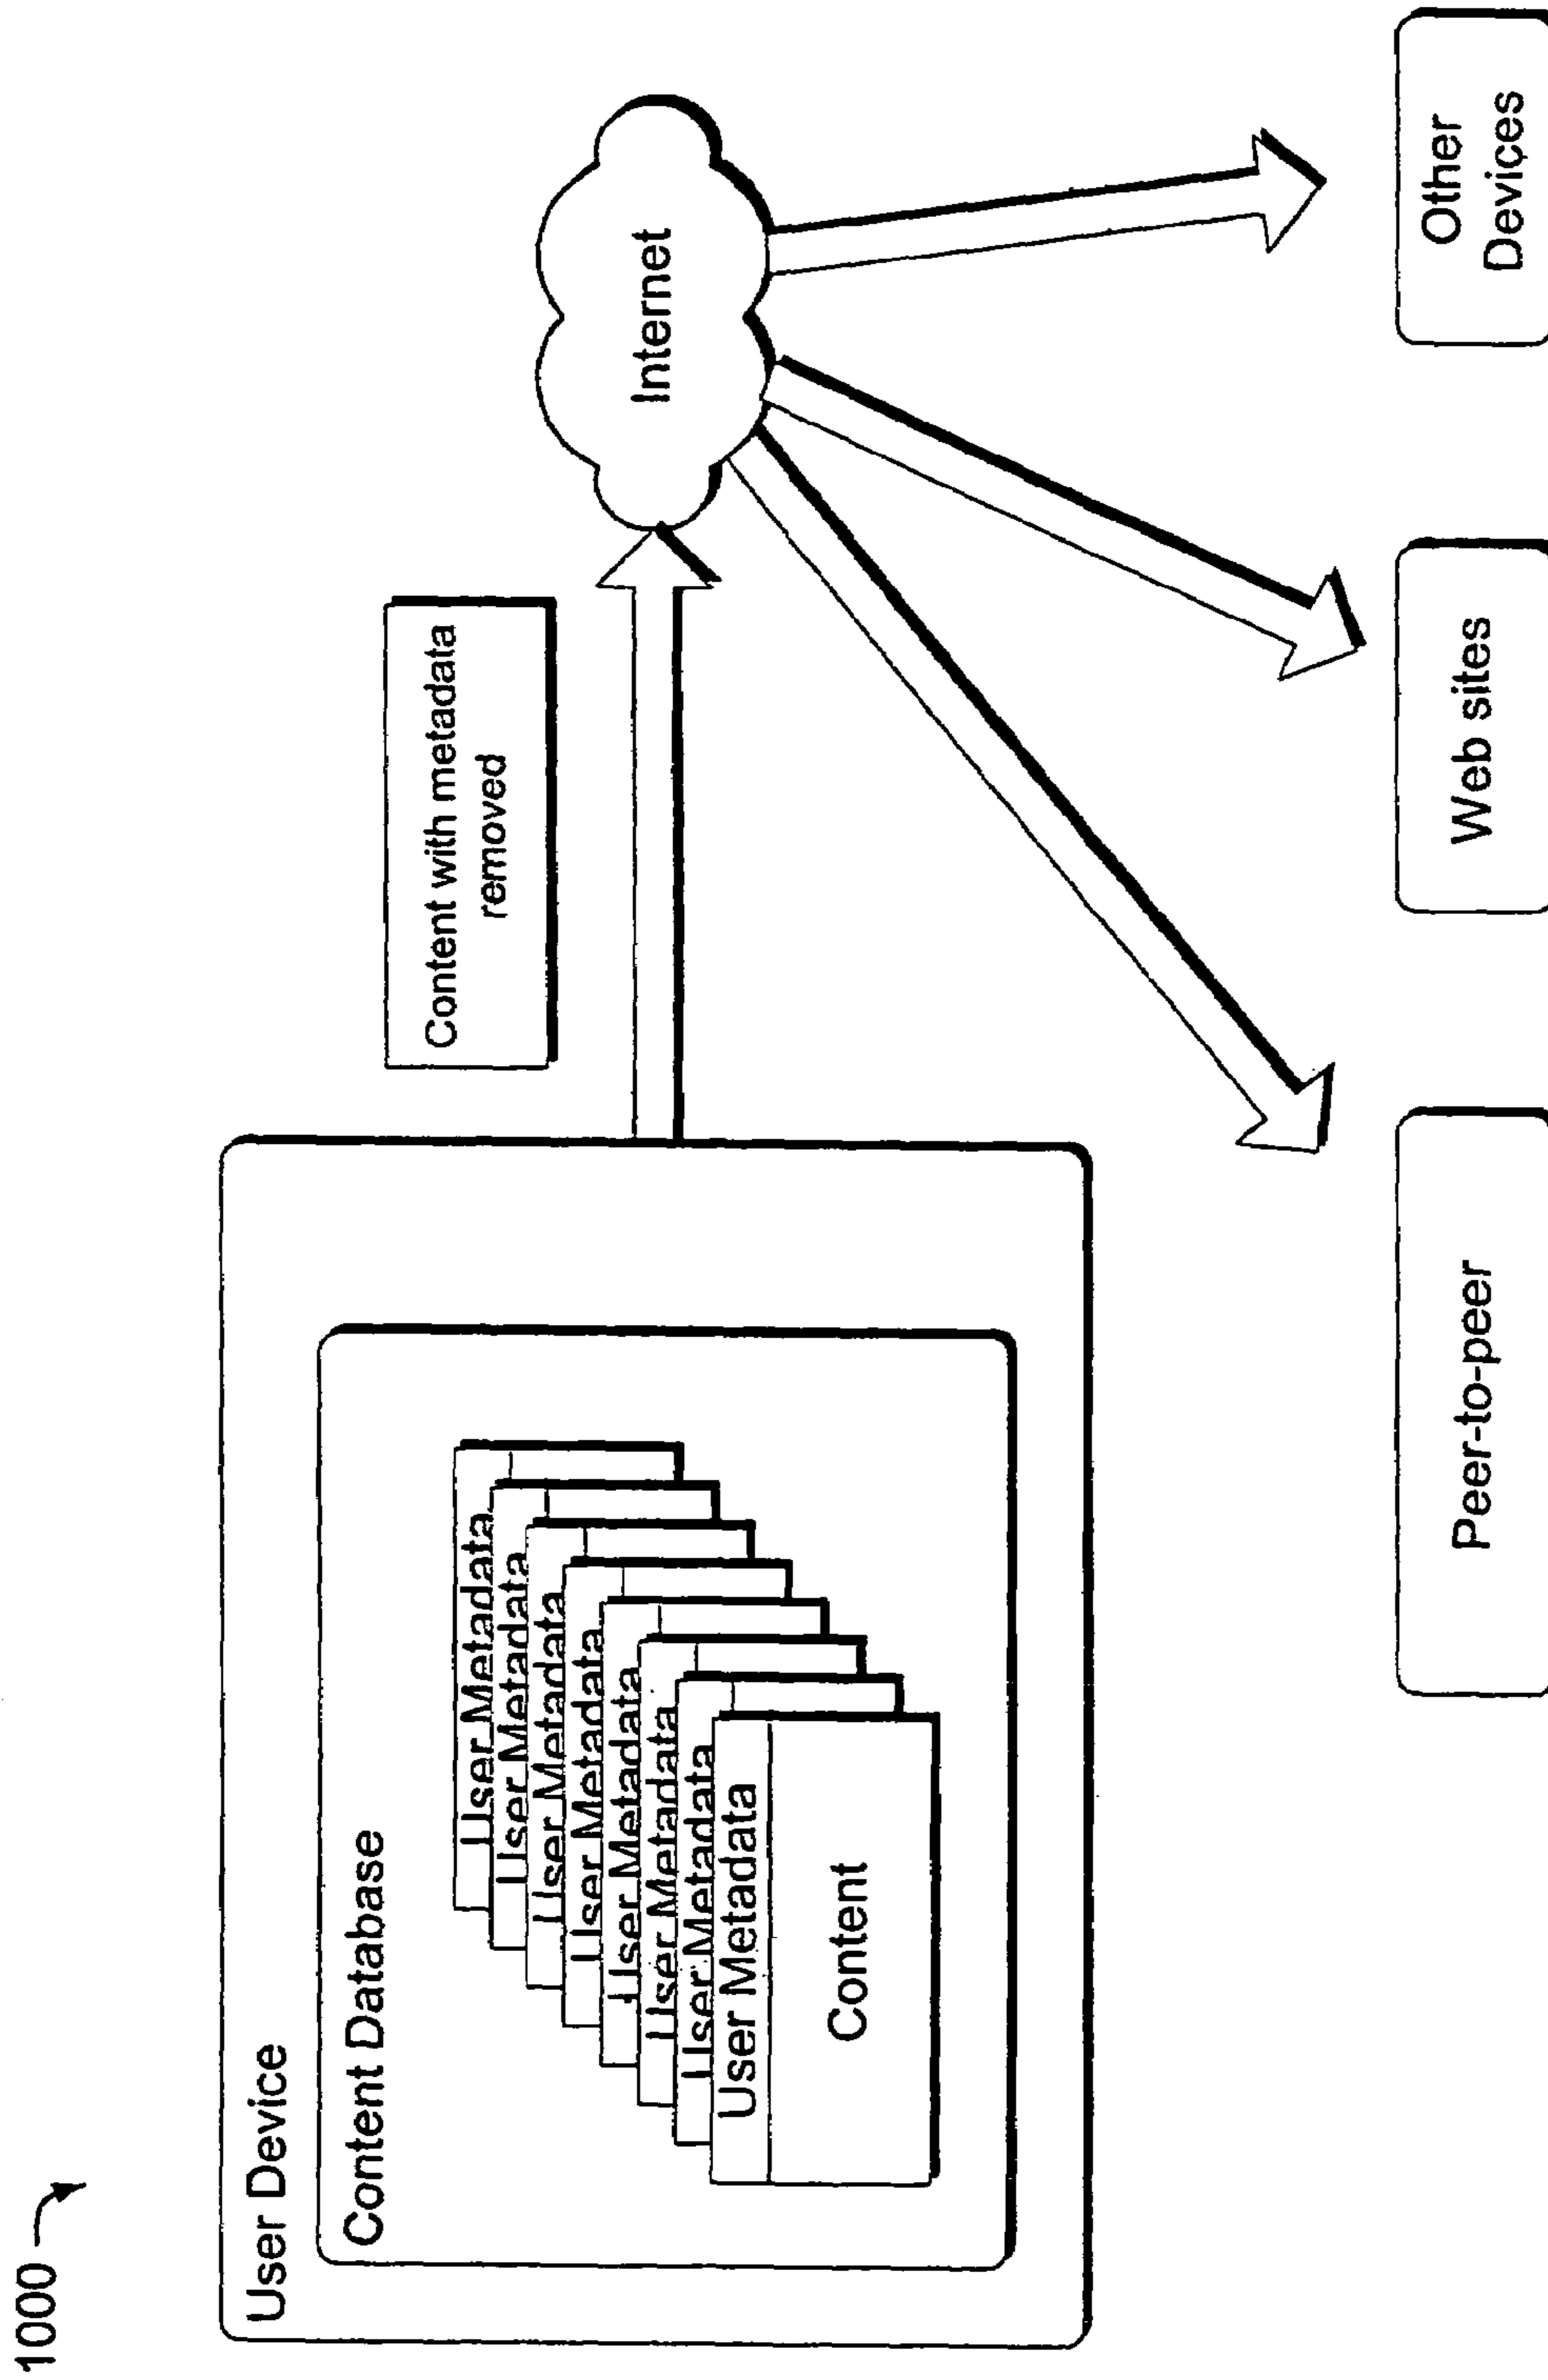 1000
User Device
Content Database
User Metadata
User Metadata
User Metadata
User Metadata
User Metadata
User Metadata
User Metadata
User Metadata
Content
Content with metadata
removed
Internet
Peer-to-peer
Web sites
Other
Devices